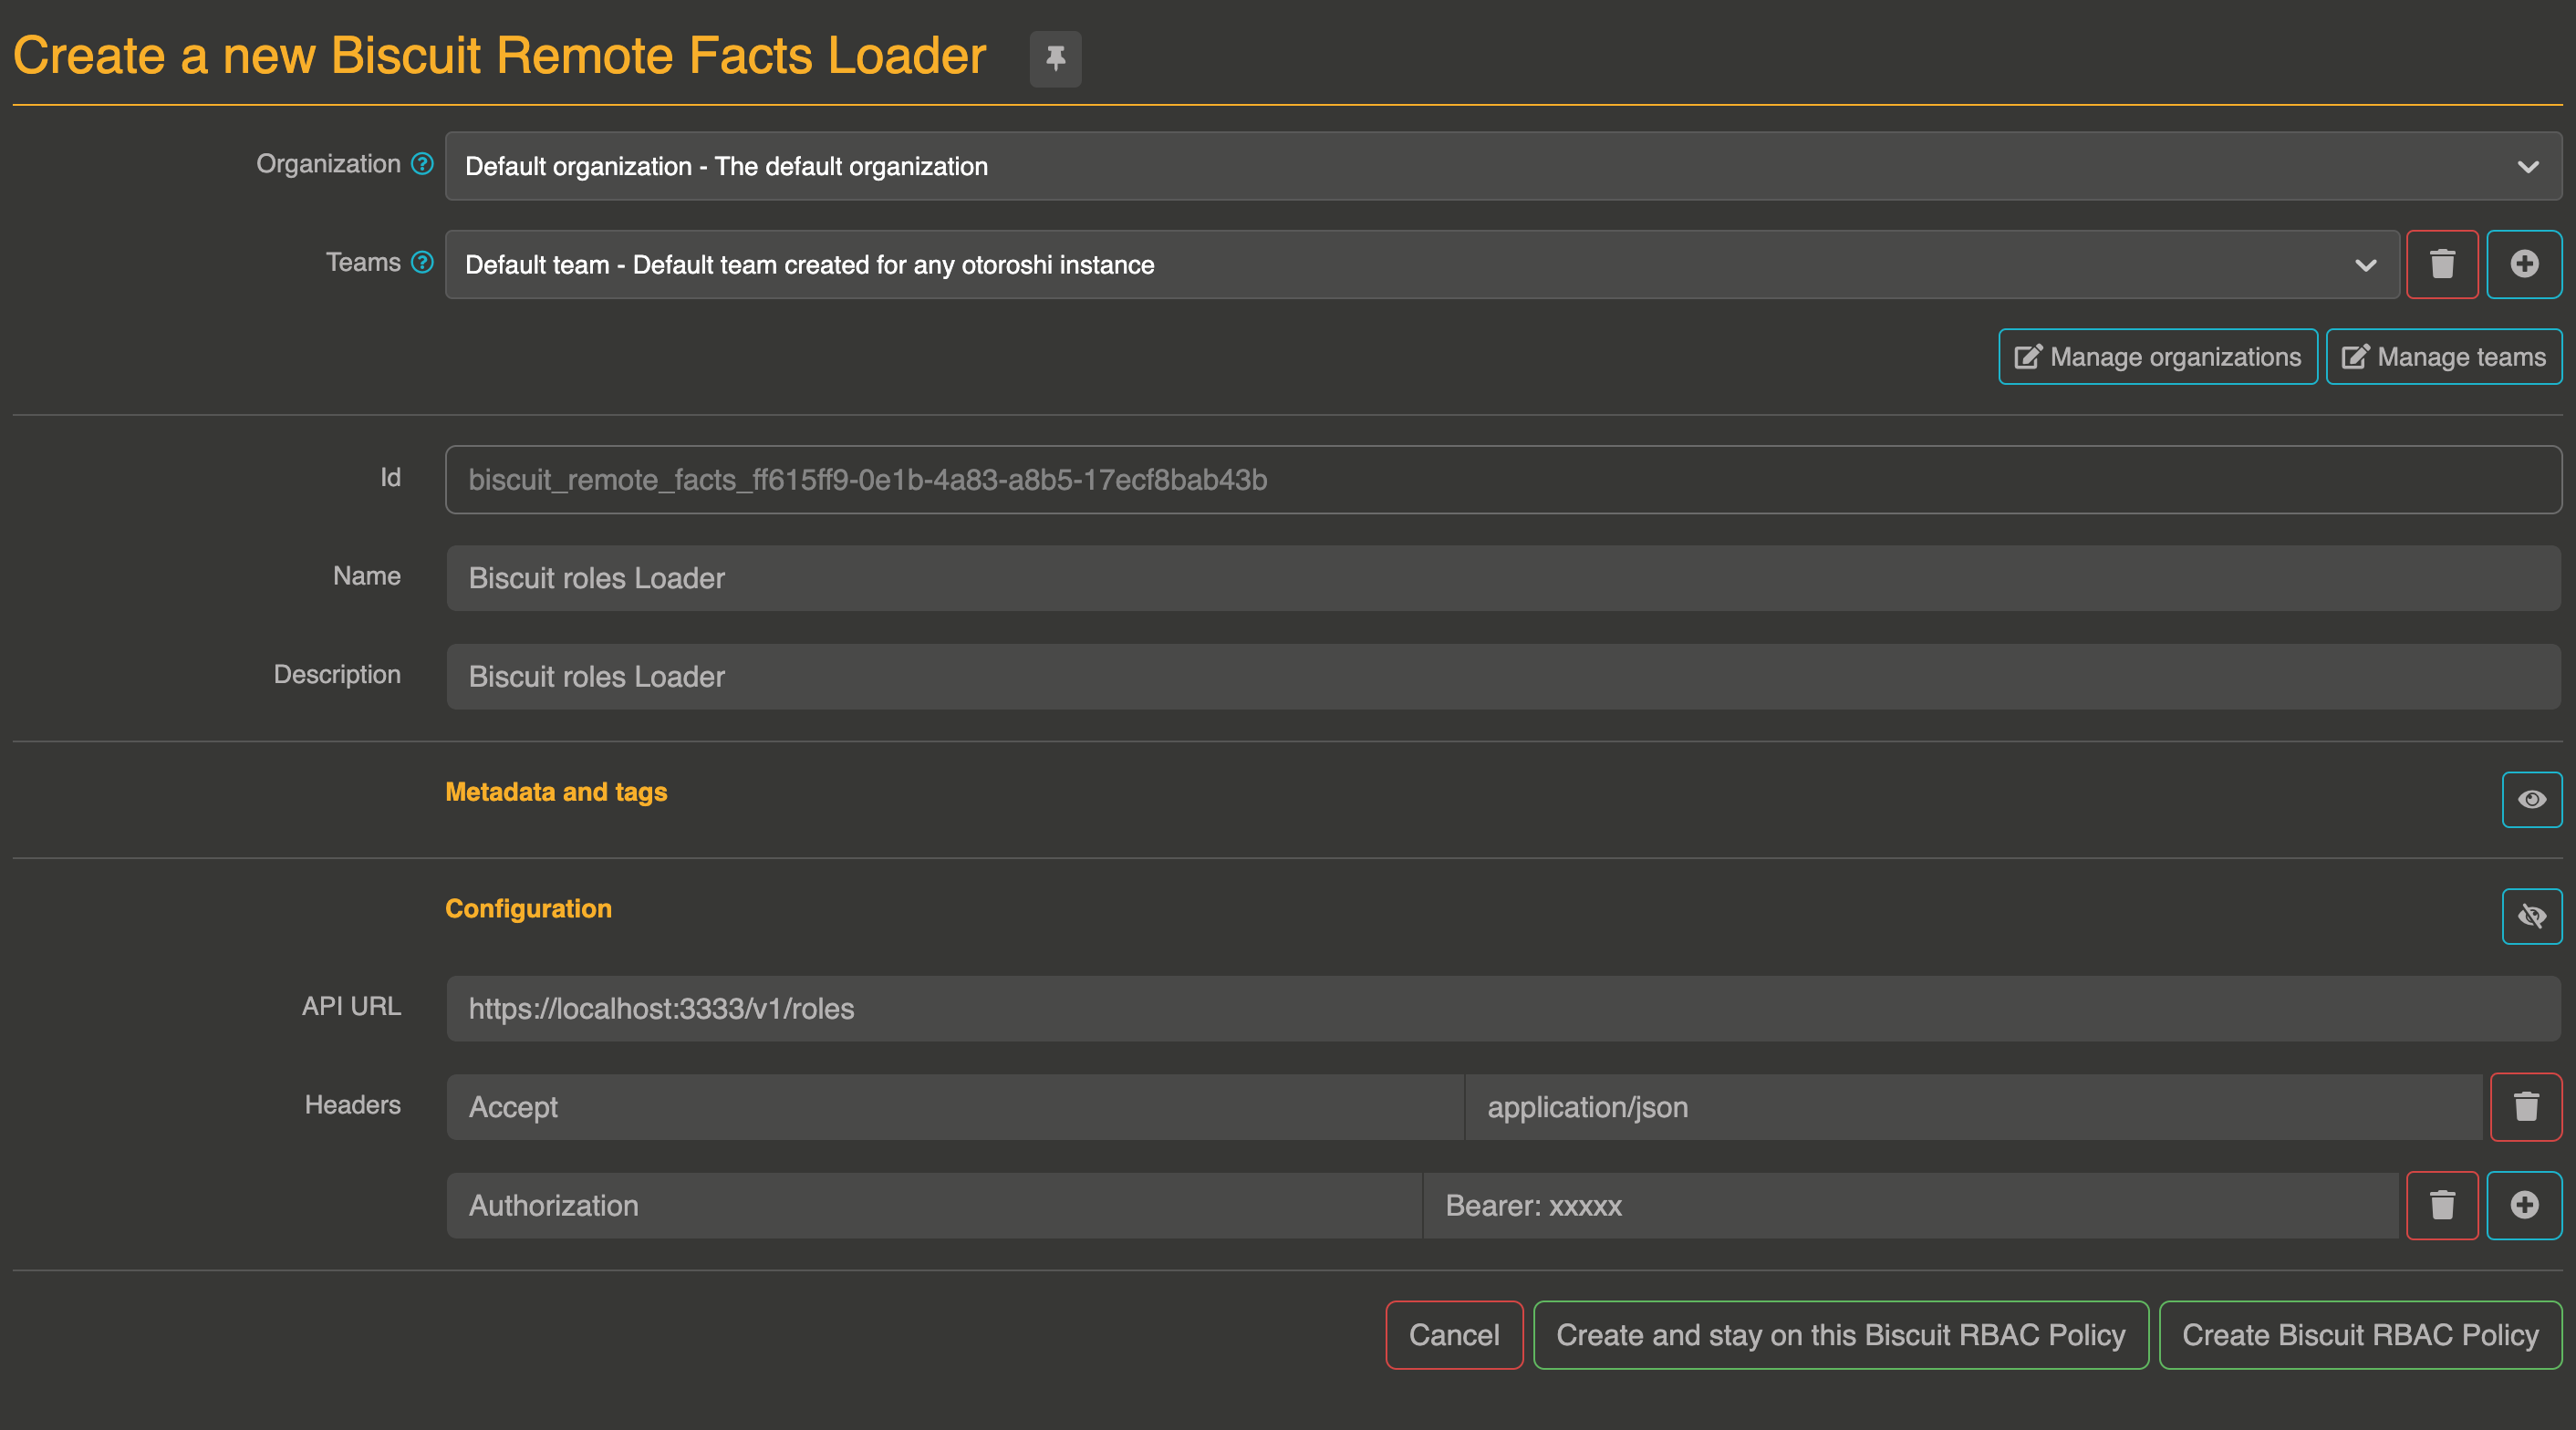 Create a new Biscuit Remote Facts Loader
Organization
Default organization - The default organization
Teams
Default team - Default team created for any otoroshi instance
Manage organizations
Manage teams
Id
biscuit_remote_facts_ff615ff9-0e1b-4a83-a8b5-17ecf8bab43b
Name
Biscuit roles Loader
Description
Biscuit roles Loader
Metadata and tags
Configuration
API URL
https://localhost:3333/v1/roles
Headers
Accept
application/json
Authorization
Bearer: xxxxx
Cancel
Create and stay on this Biscuit RBAC Policy
Create Biscuit RBAC Policy